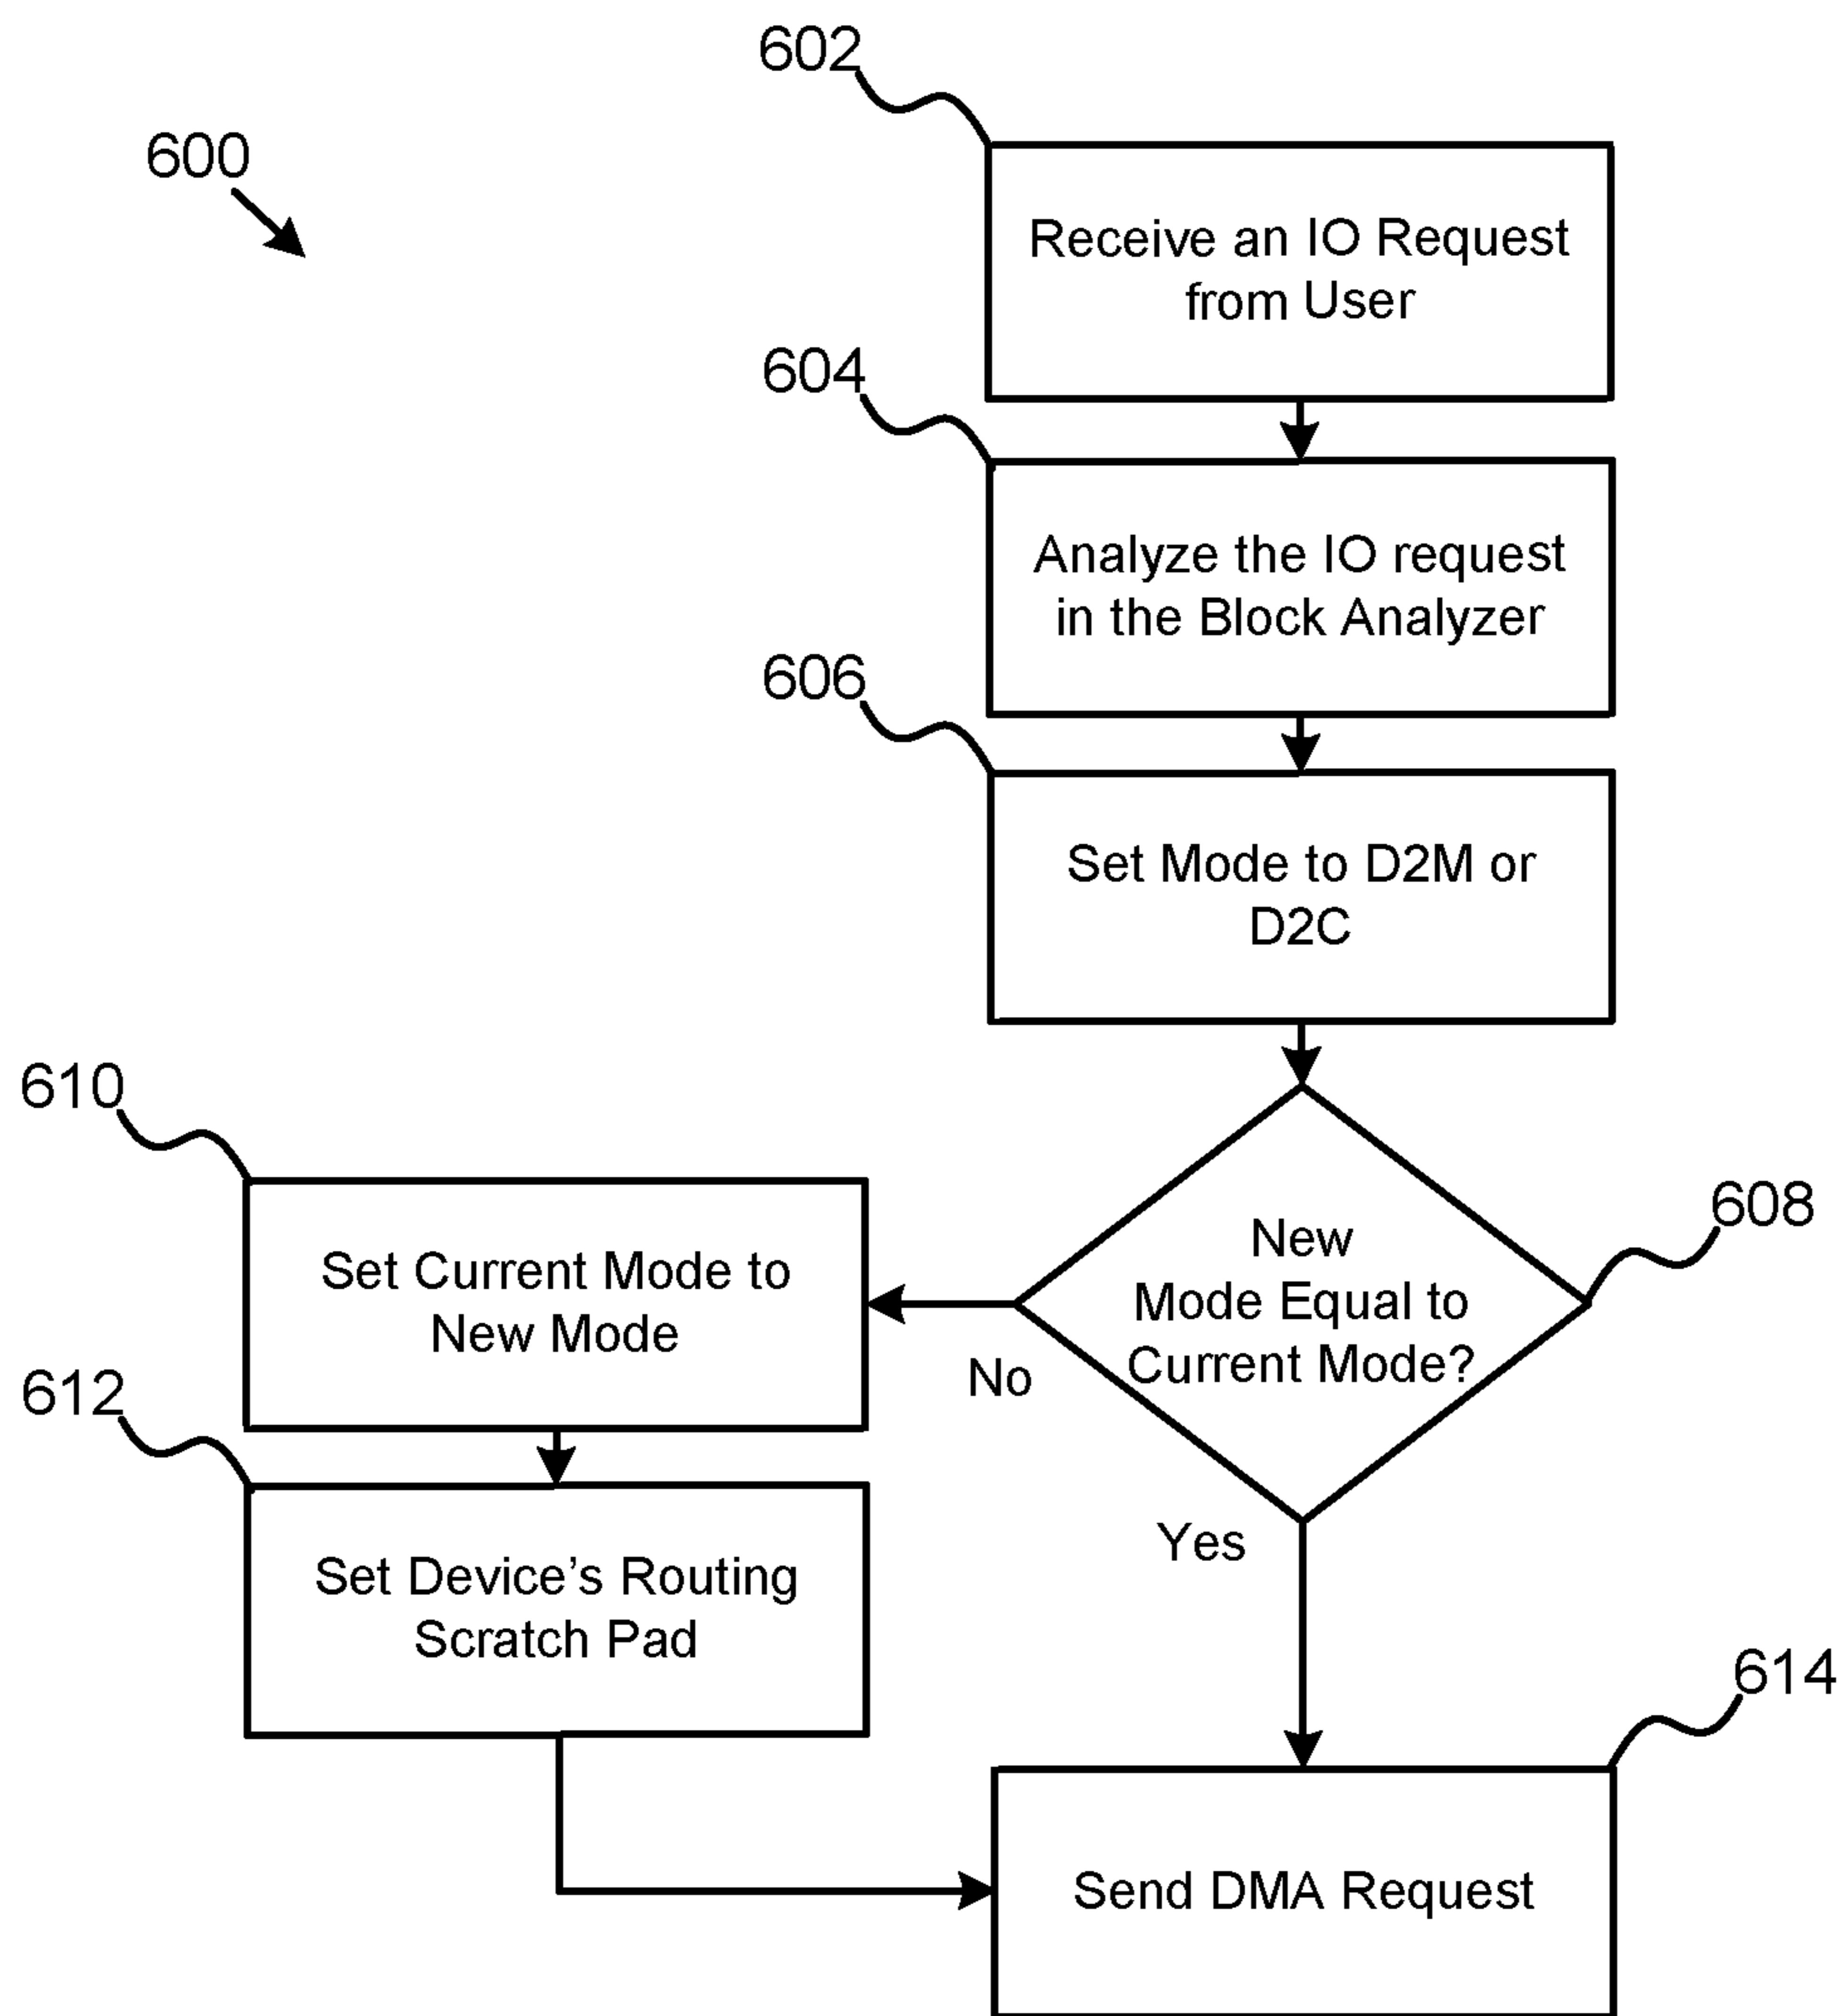 602
600
Receive an IO Request
from User
604
Analyze the IO request
in the Block Analyzer
606
Set Mode to D2M or
D2C
610
608
New
Mode Equal to
Current Mode?
Set Current Mode to
New Mode
No
612
Yes
Set Device's Routing
Scratch Pad
614
Send DMA Request